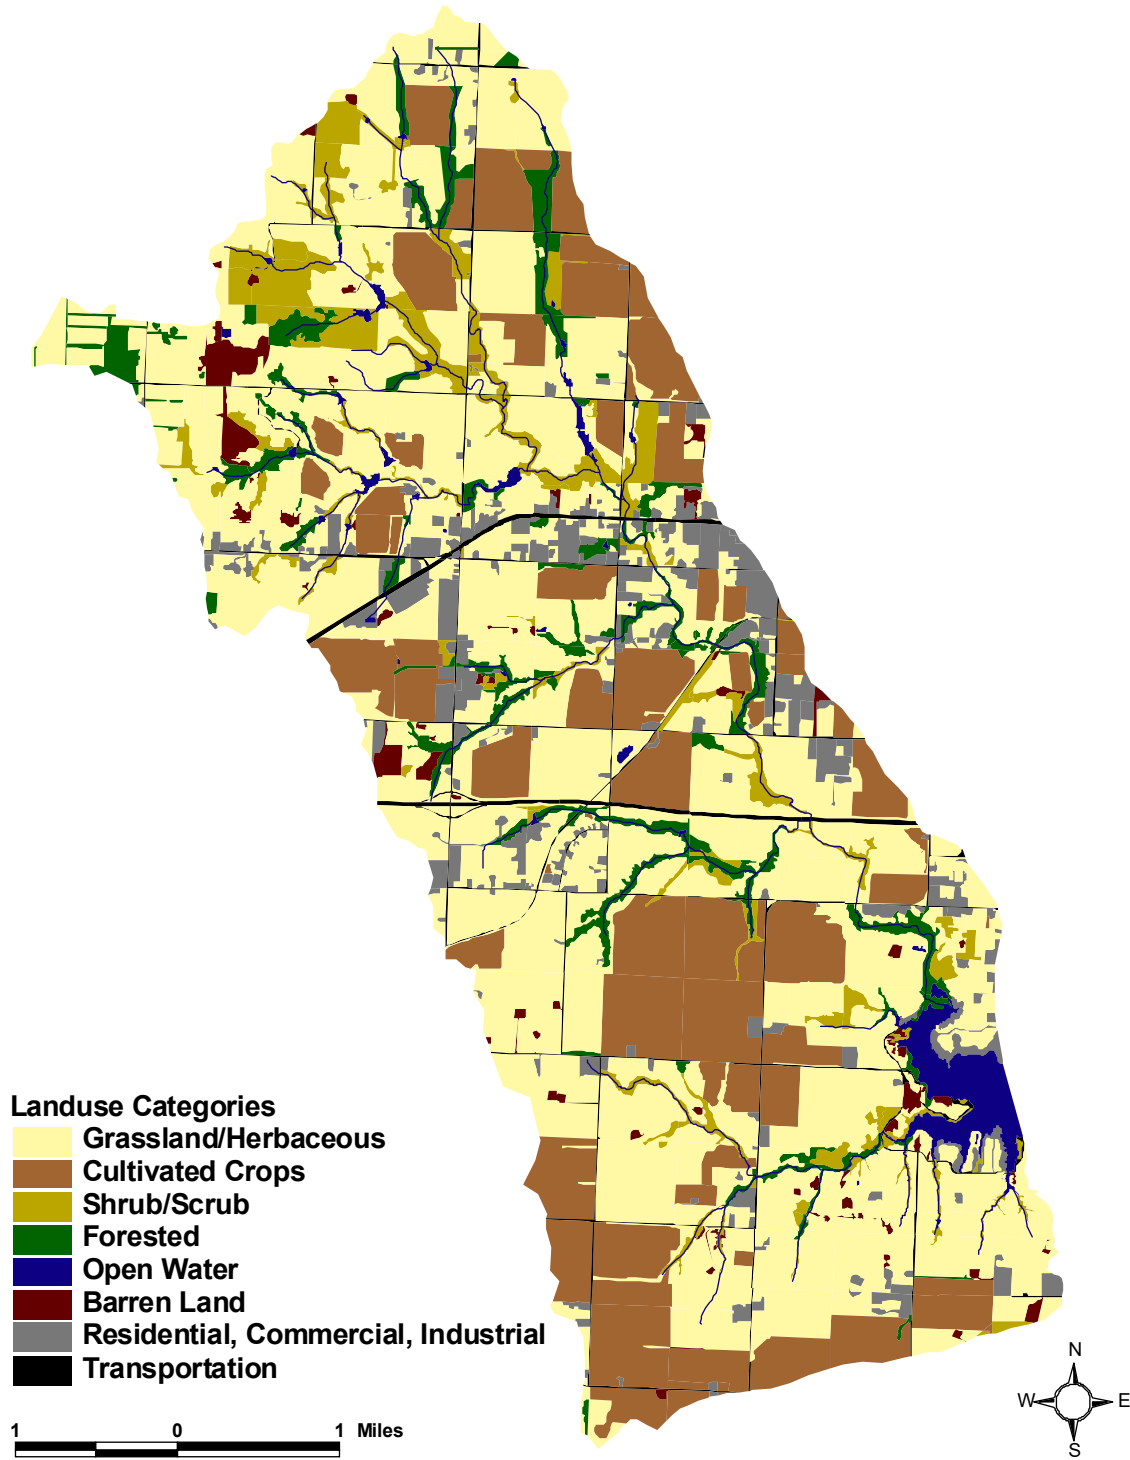 Landuse Categories
Grassland/Herbaceous
Cultivated Crops
Shrub/Scrub
Forested
Open Water
Barren Land
Residential, Commercial, Industrial
Transportation
1 0 1 Miles
N
W E
S